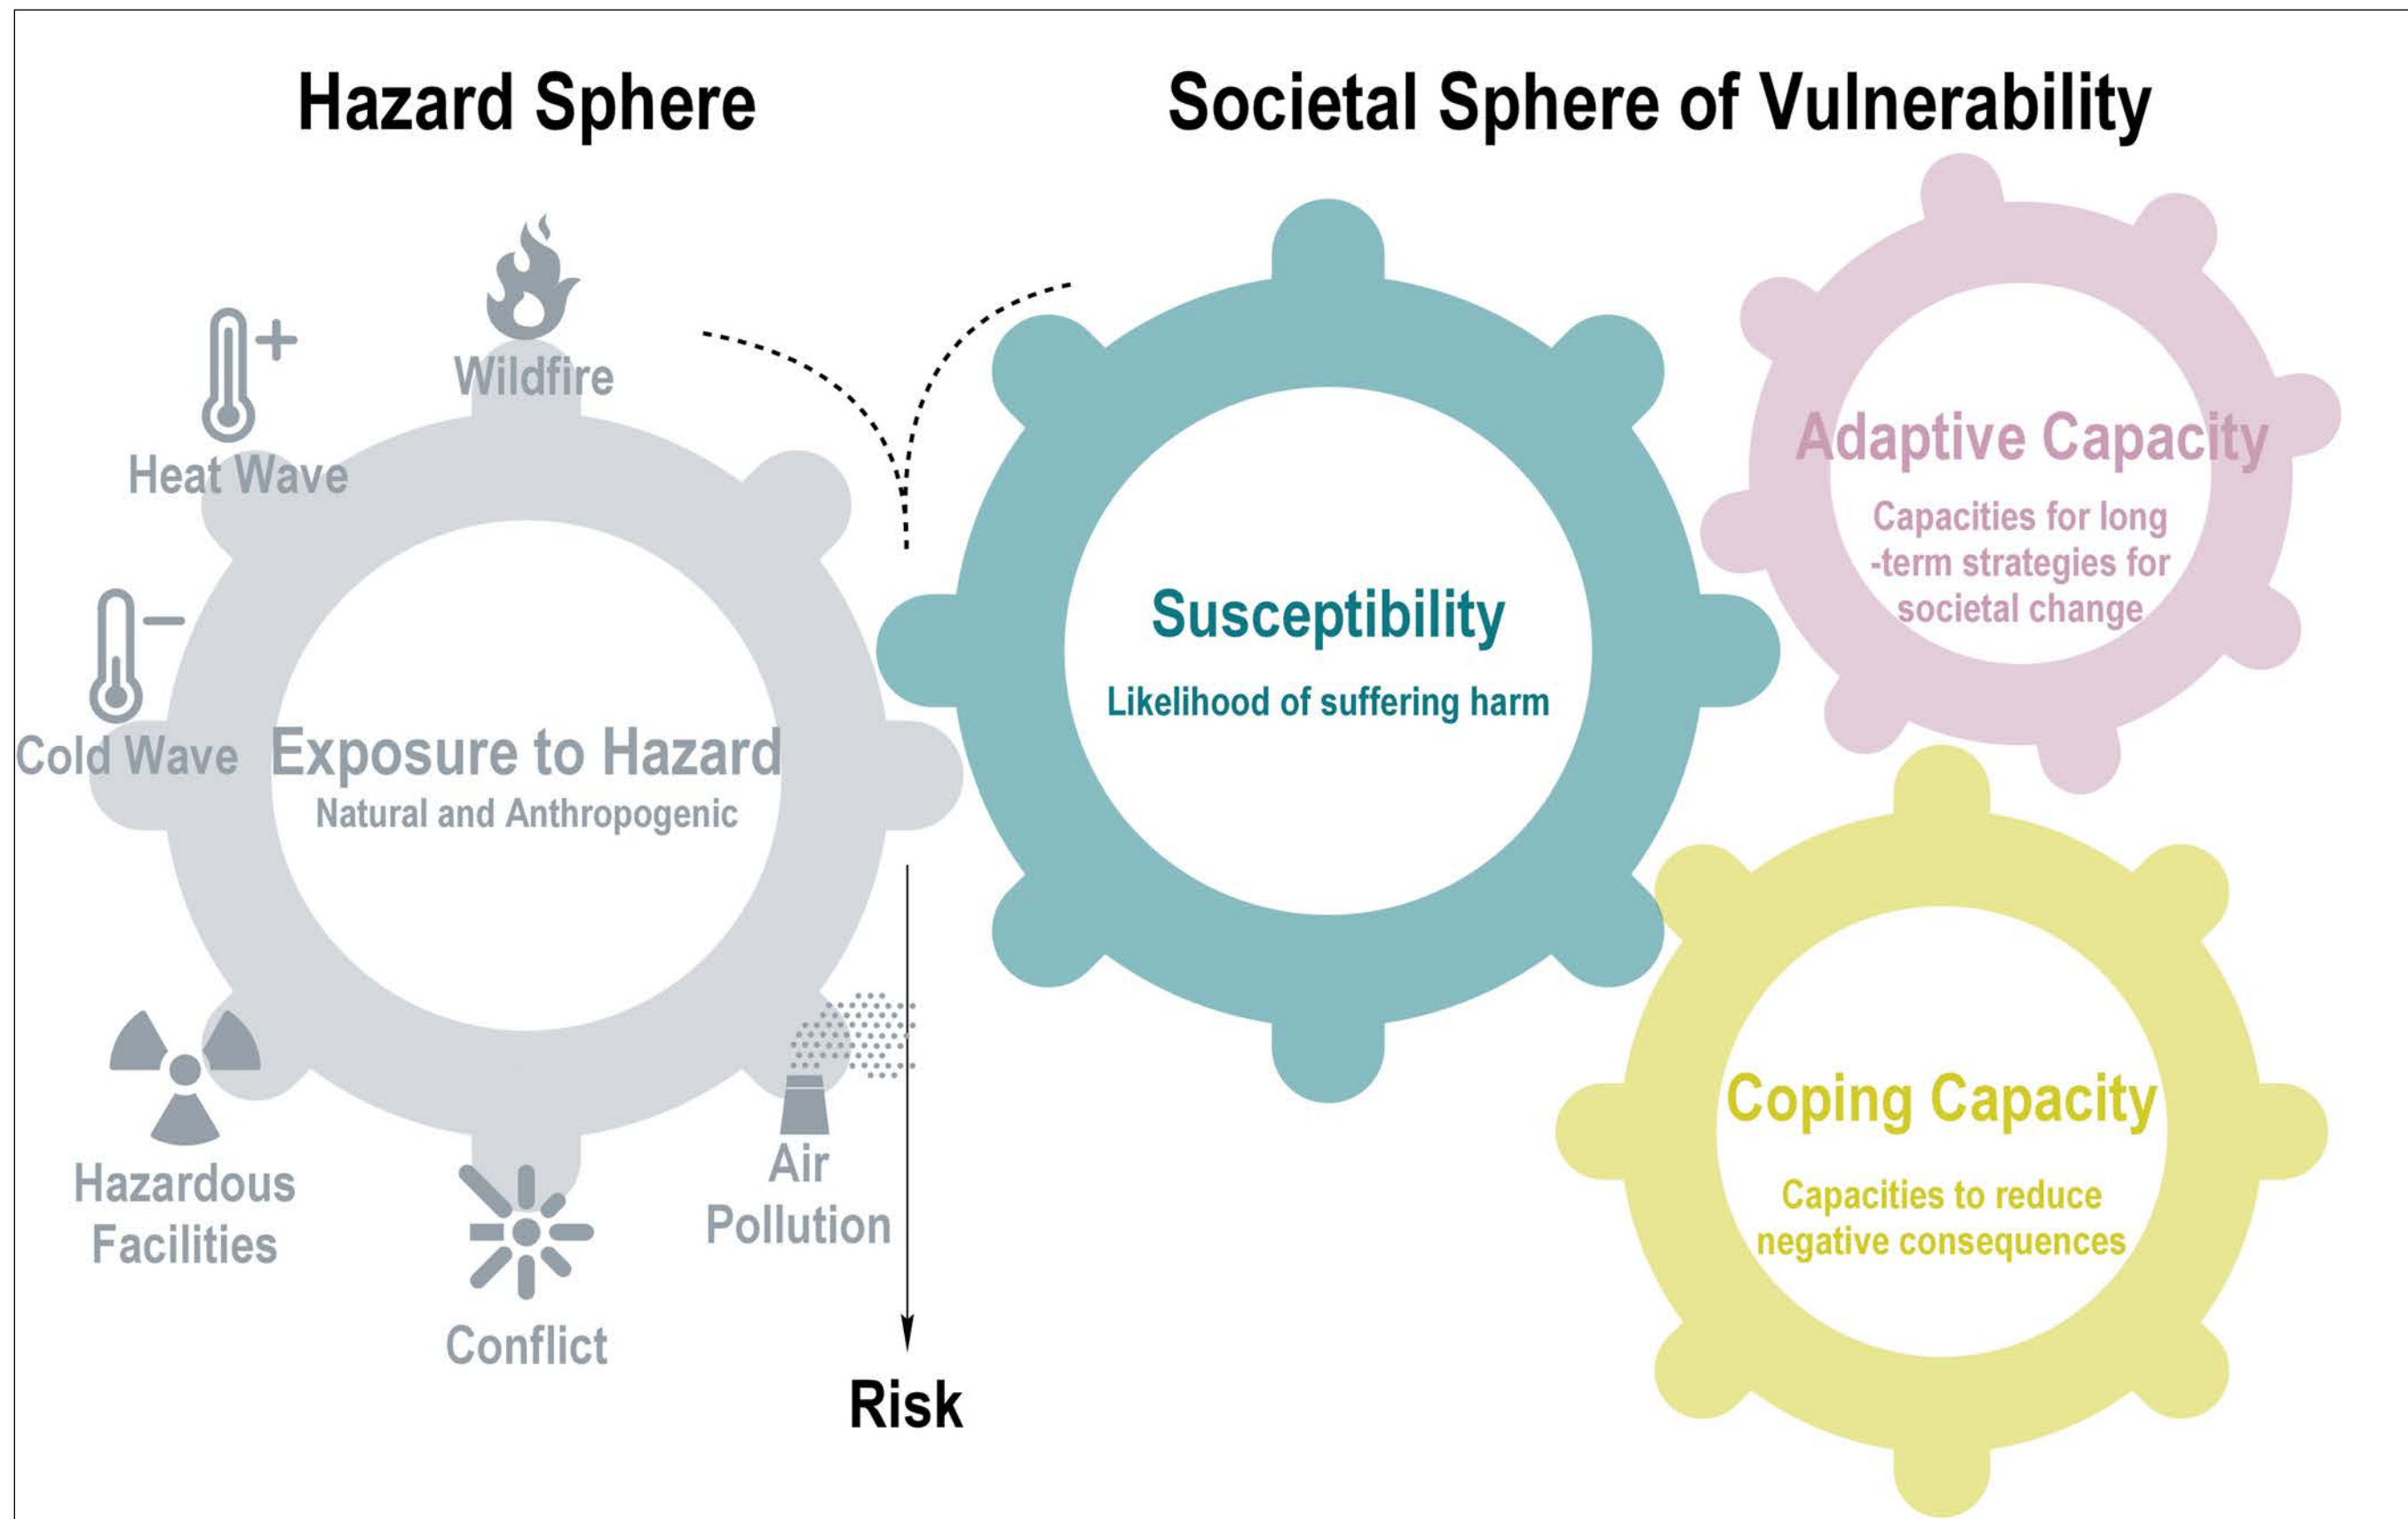 Hazard Sphere
Societal Sphere of Vulnerability
Wildfire
Heat Wave
Cold Wave
Exposure to Hazard
Natural and Anthropogenic
Hazardous
Facilities
Conflict
Air
Pollution
Risk
Susceptibility
Likelihood of suffering harm
Adaptive Capacity
Capacities for long
-term strategies for
societal change
Coping Capacity
Capacities to reduce
negative consequences